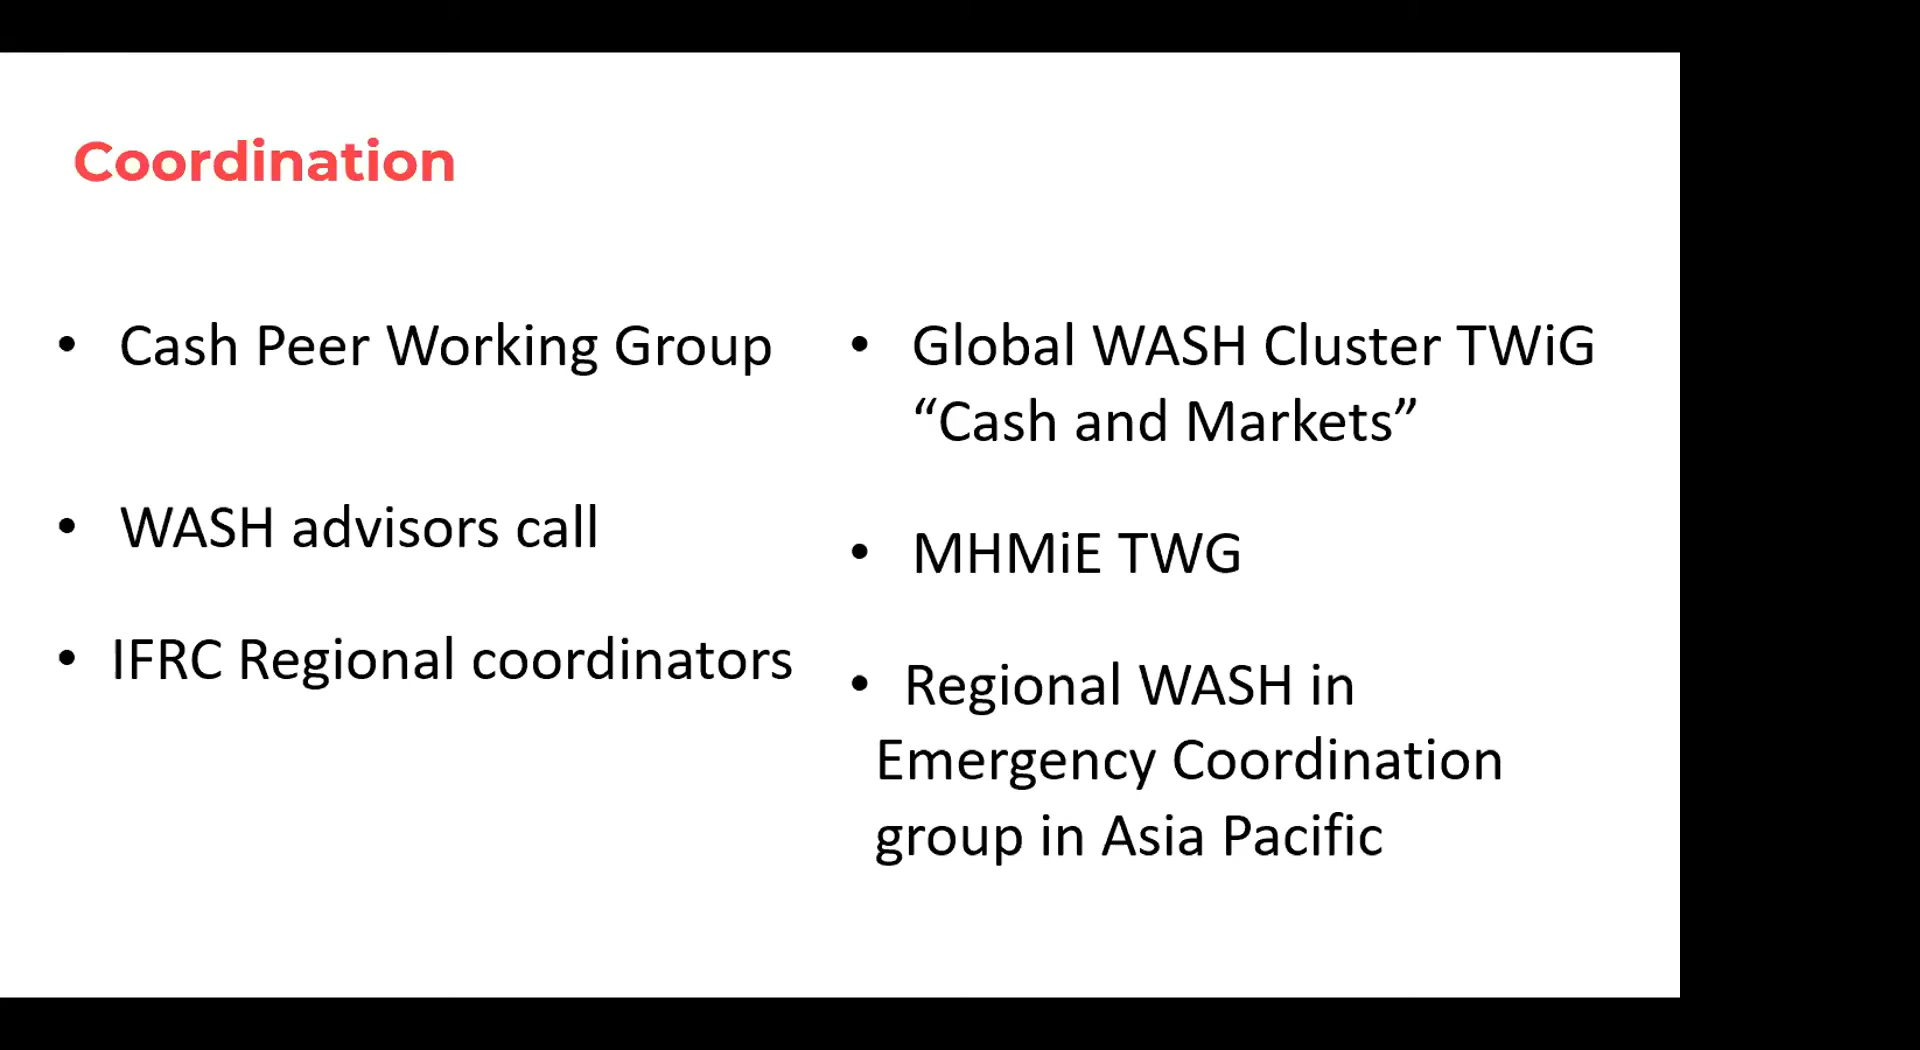 Coordination
• Cash Peer Working Group
• WASH advisors call
• IFRC Regional coordinators
• Global WASH Cluster TWiG
“Cash and Markets”
• MHMiE TWG
• Regional WASH in
Emergency Coordination
group in Asia Pacific